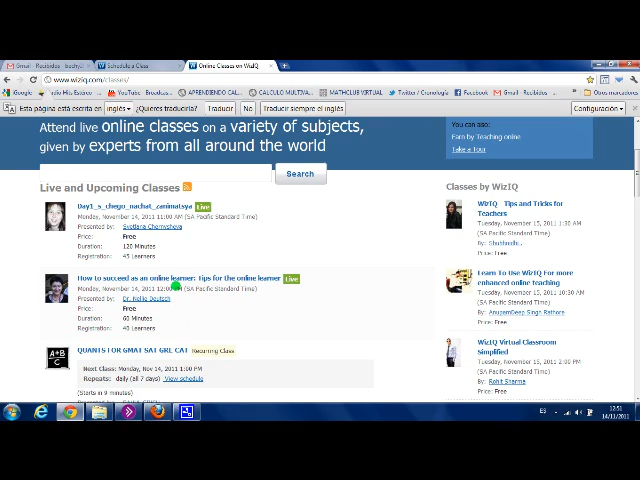 Gmail - Recibidos - bechy
Schedule a Class
Online Classes on WizIQ
www.wiziq.com/classes/
iGoogle
Radio Hits Estéreo
YouTube - Broadcas...
APRENDIENDO CAL...
CALCULO MULTIVA...
MATHCLUB VIRTUAL
Twitter / Cronología
Facebook
Gmail - Recibidos
Otros marcadores
Esta página está escrita en
inglés
¿Quieres traducirla?
Traducir
No
Traducir siempre el inglés
Configuración
Attend live online classes on a variety of subjects,
given by experts from all around the world
You can also:
Earn by Teaching online
Take a Tour
Search
Live and Upcoming Classes
Day1_s_chego_nachat_zanimatsya Live
Monday, November 14, 2011 11:00 AM (SA Pacific Standard Time)
Presented by: Svetlana Chernysheva
Price: Free
Duration: 120 Minutes
Registration: 45 Learners
How to succeed as an online learner: Tips for the online learner Live
Monday, November 14, 2011 12:00 (SA Pacific Standard Time)
Presented by: Dr. Nellie Deutsch
Price: Free
Duration: 60 Minutes
Registration: 40 Learners
A+B
C
QUANTS FOR GMAT SAT GRE CAT Recurring Class
Next Class: Monday, Nov 14, 2011 1:00 PM
Repeats: daily (all 7 days) View schedule
(Starts in 9 minutes)
Classes by WizIQ
WizIQ Tips and Tricks for
Teachers
Tuesday, November 15, 2011 1:30 AM
(SA Pacific Standard Time)
By:
Price: Free
Learn To Use WizIQ For more
enhanced online teaching
Tuesday, November 15, 2011 10:30 AM
(SA Pacific Standard Time)
By: AnupamDeep Singh Rathore
Price: Free
WizIQ Virtual Classroom
Simplified
Tuesday, November 15, 2011 2:00 PM
(SA Pacific Standard Time)
By: Rohit Sharma
Price: Free
ES
12:51
14/11/2011